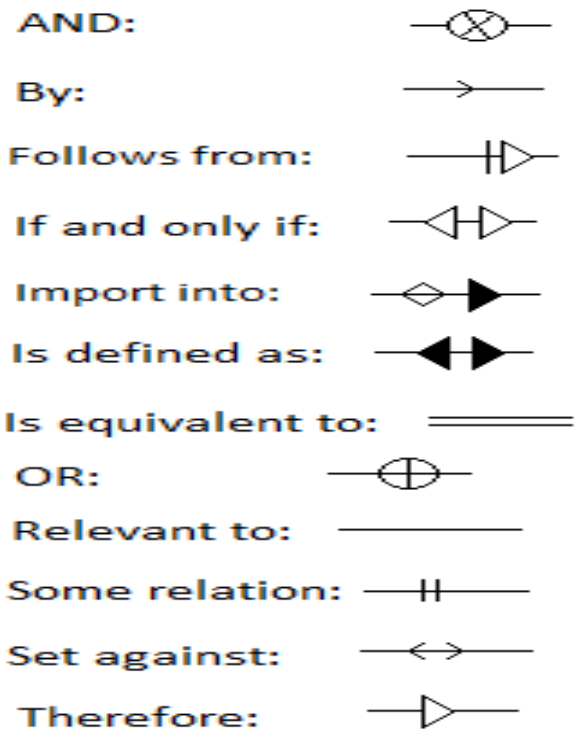 AND:
By:
Follows from:
If and only if:
Import into:
Is defined as:
Is equivalent to:
OR:
Relevant to:
Some relation:
Set against:
Therefore: